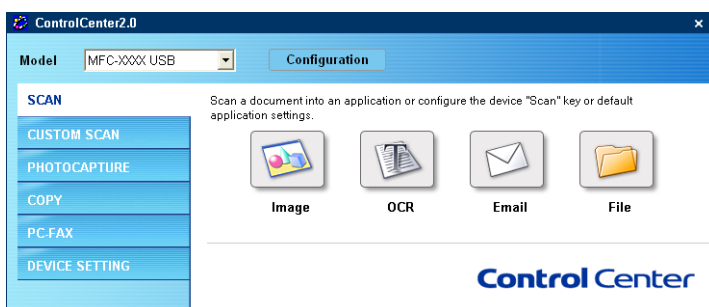 ControlCenter2.0
Model MFC-XXXX USB Configuration
SCAN
CUSTOM SCAN
PHOTOCAPTURE
COPY
PC-FAX
DEVICE SETTING
Scan a document into an application or configure the device "Scan" key or default
application settings.
Image OCR Email File
Control Center